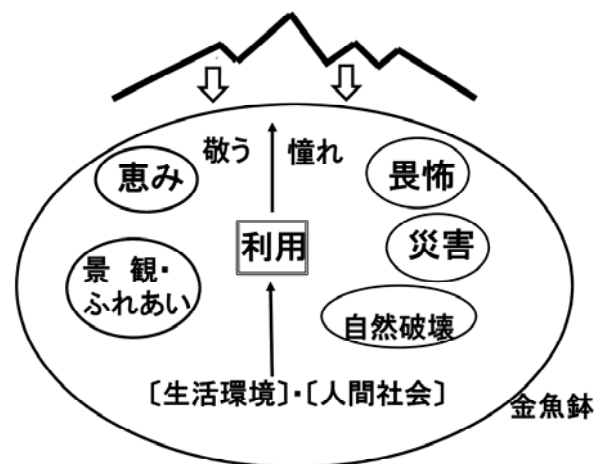 敬う
憧れ
恵み
畏怖
利用
災害
景 観・
ふれあい
自然破壊
〔生活環境〕・〔人間社会〕
金魚鉢